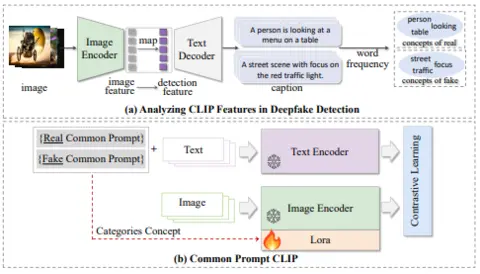 Image
Encoder
map
Text
Decoder
image
image
feature
detection
feature
A person is looking at a
menu on a table
A street scene with focus on
the red traffic light.
caption
word
frequency
person
looking
table
concepts of real
street
focus
traffic
concepts of fake
(a) Analyzing CLIP Features in Deepfake Detection
{Real Common Prompt}
{Fake Common Prompt}
+
Text
Text Encoder
Image
Image Encoder
Lora
Categories Concept
Contrastive Learning
(b) Common Prompt CLIP